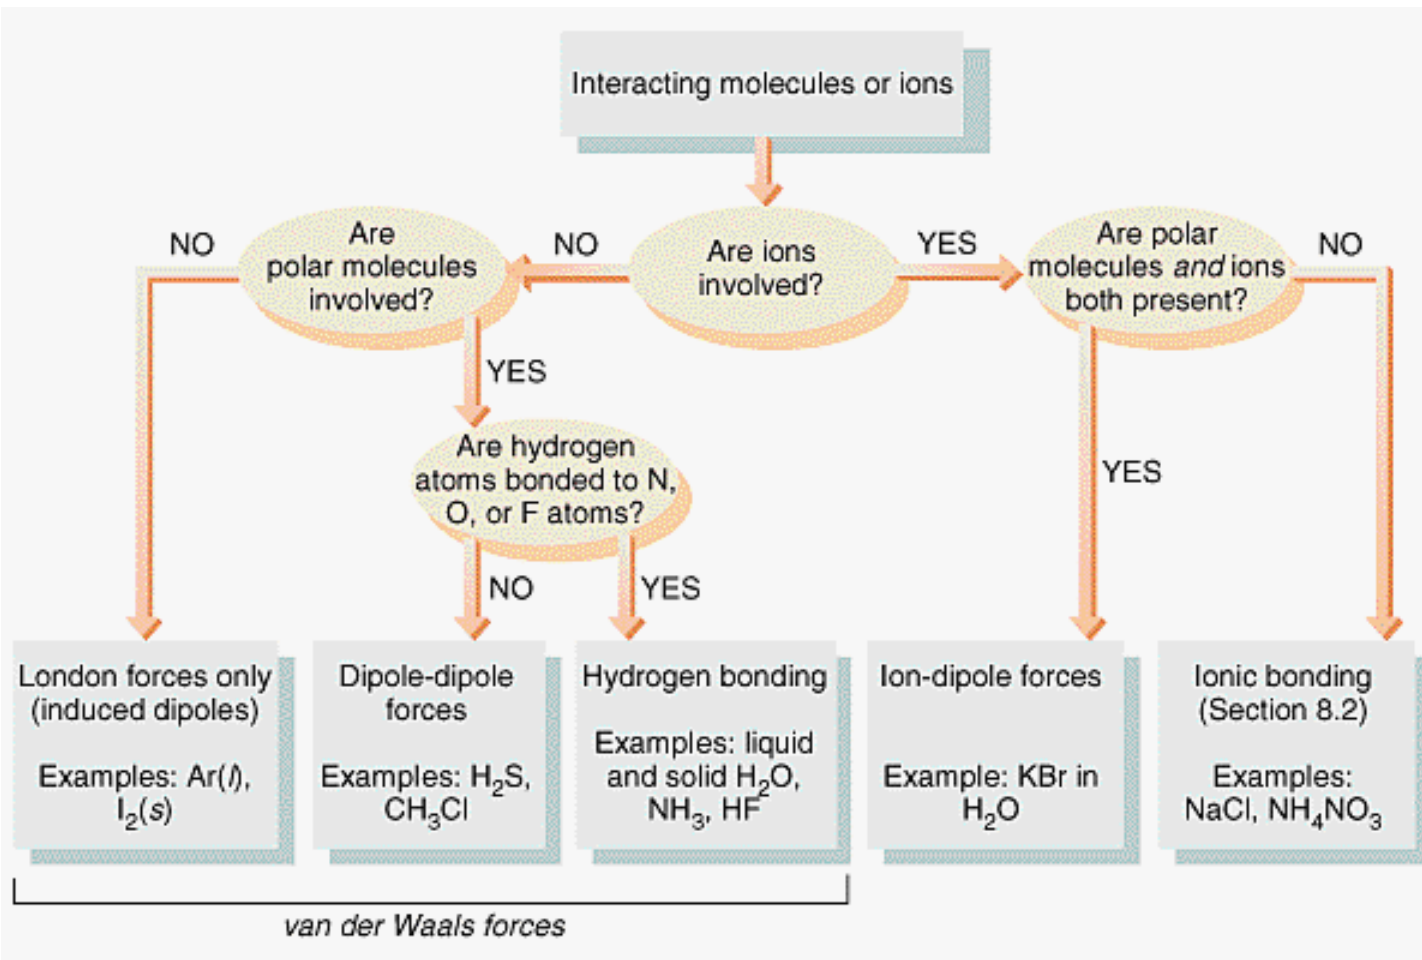 Interacting molecules or ions
NO
Are
polar molecules
involved?
NO
Are ions
involved?
YES
Are polar
molecules and ions
both present?
NO
YES
Are hydrogen
atoms bonded to N,
O, or F atoms?
YES
NO
YES
London forces only
(induced dipoles)
Examples: Ar(l),
I₂(s)
Dipole-dipole
forces
Examples: H₂S,
CH₃Cl
Hydrogen bonding
Examples: liquid
and solid H₂O,
NH₃, HF
Ion-dipole forces
Example: KBr in
H₂O
Ionic bonding
(Section 8.2)
Examples:
NaCl, NH₄NO₃
van der Waals forces